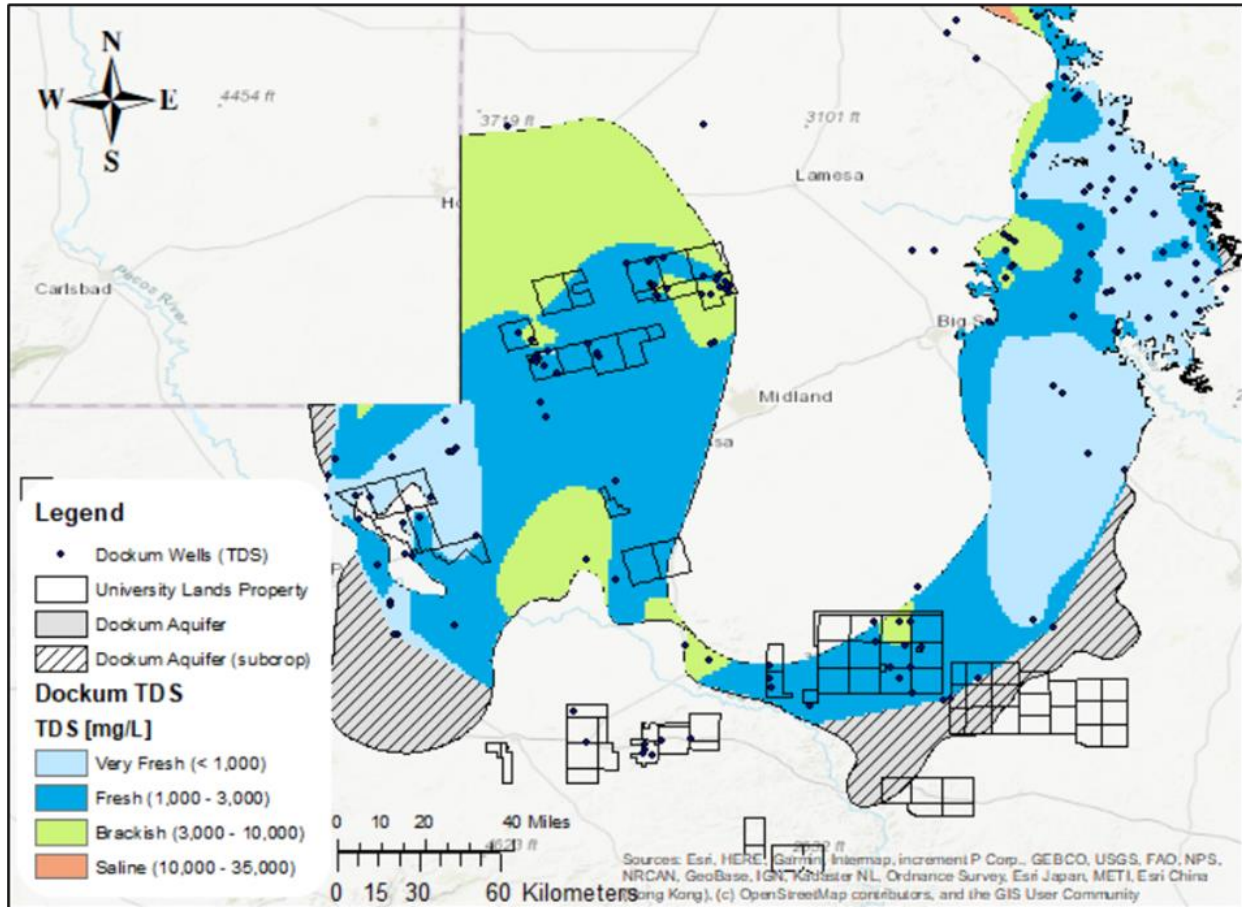 N
W E
S
4454 ft
3719 ft
3101 ft
Lamesa
Carlsbad
Pecos River
Midland
Legend
Dockum Wells (TDS)
University Lands Property
Dockum Aquifer
Dockum Aquifer (subcrop)
Dockum TDS
TDS [mg/L]
Very Fresh (< 1,000)
Fresh (1,000 - 3,000)
Brackish (3,000 - 10,000)
Saline (10,000 - 35,000)
0 10 20 40 Miles
0 15 30 60 Kilometers
Sources: Esri, HERE, Garmin, Intermap, increment P Corp., GEBCO, USGS, FAO, NPS,
NRCAN, GeoBase, IGN, Kadaster NL, Ordnance Survey, Esri Japan, METI, Esri China
(Hong Kong), (c) OpenStreetMap contributors, and the GIS User Community